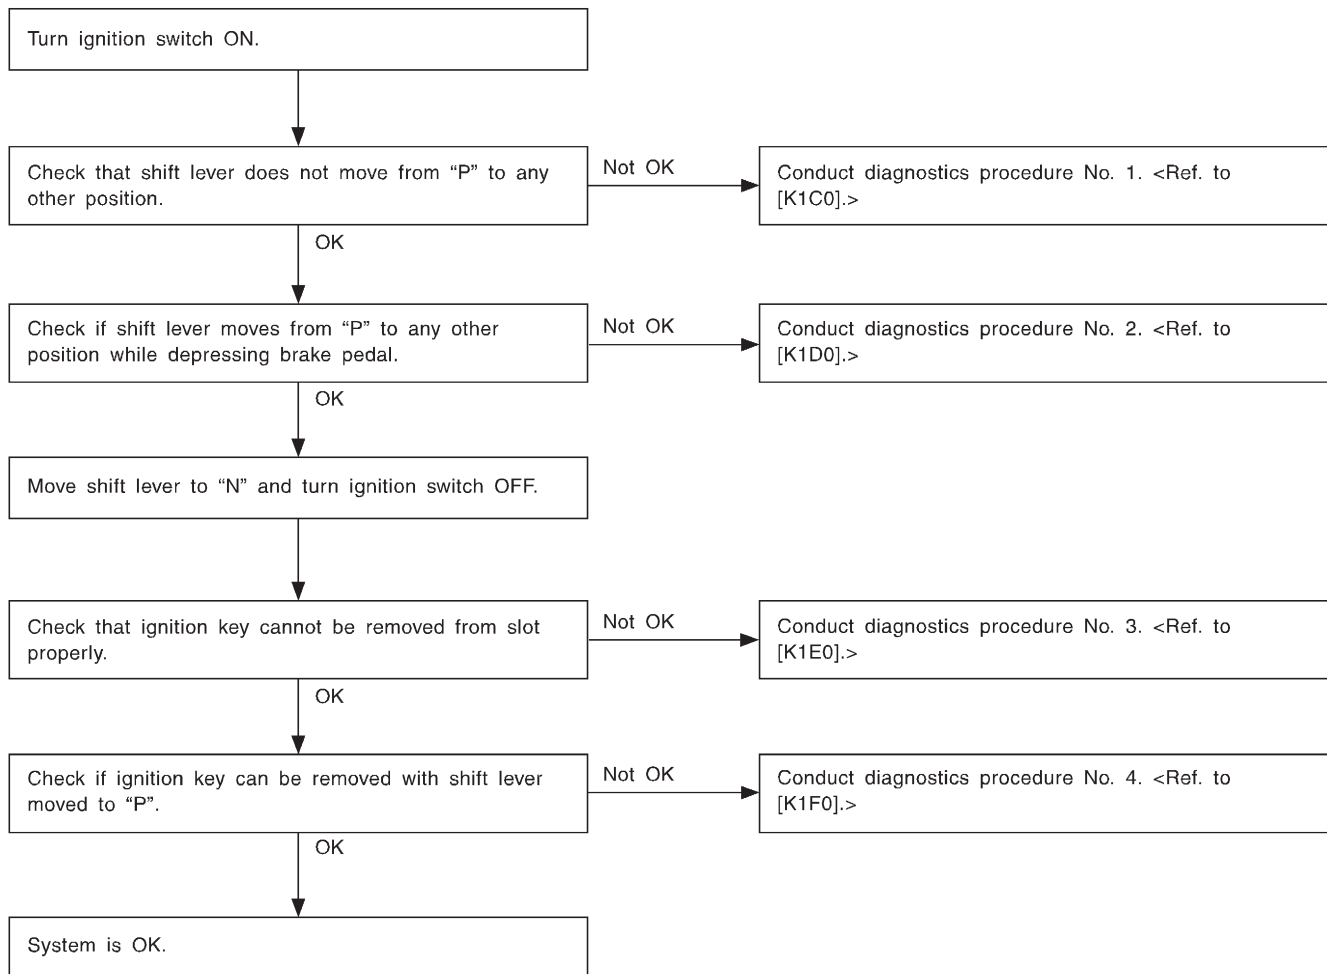 Turn ignition switch ON.
Check that shift lever does not move from “P” to any
other position.
Not OK
Conduct diagnostics procedure No. 1. <Ref. to
[K1C0].>
OK
Check if shift lever moves from “P” to any other
position while depressing brake pedal.
Not OK
Conduct diagnostics procedure No. 2. <Ref. to
[K1D0].>
OK
Move shift lever to “N” and turn ignition switch OFF.
Check that ignition key cannot be removed from slot
properly.
Not OK
Conduct diagnostics procedure No. 3. <Ref. to
[K1E0].>
OK
Check if ignition key can be removed with shift lever
moved to “P”.
Not OK
Conduct diagnostics procedure No. 4. <Ref. to
[K1F0].>
OK
System is OK.